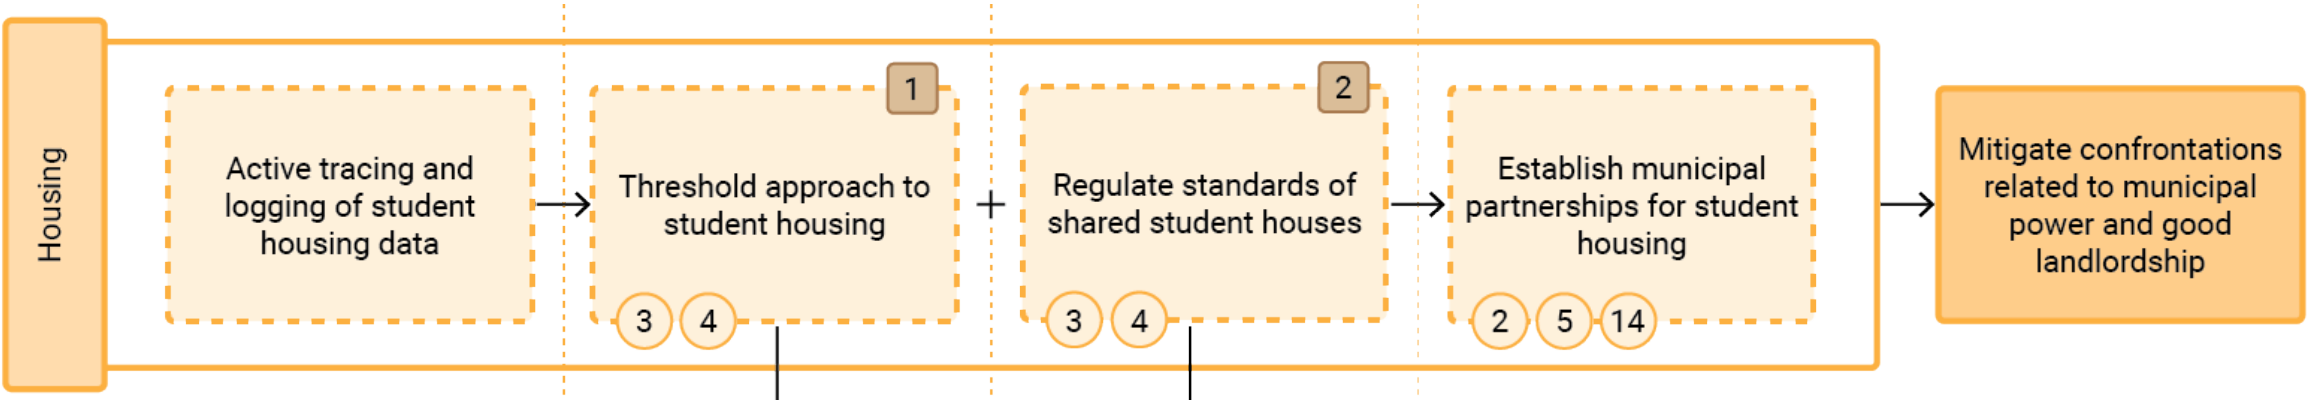 Housing
Active tracing and
logging of student
housing data
1
Threshold approach to
student housing
3 4
+
2
Regulate standards of
shared student houses
3 4
Establish municipal
partnerships for student
housing
2 5 14
Mitigate confrontations
related to municipal
power and good
landlordship